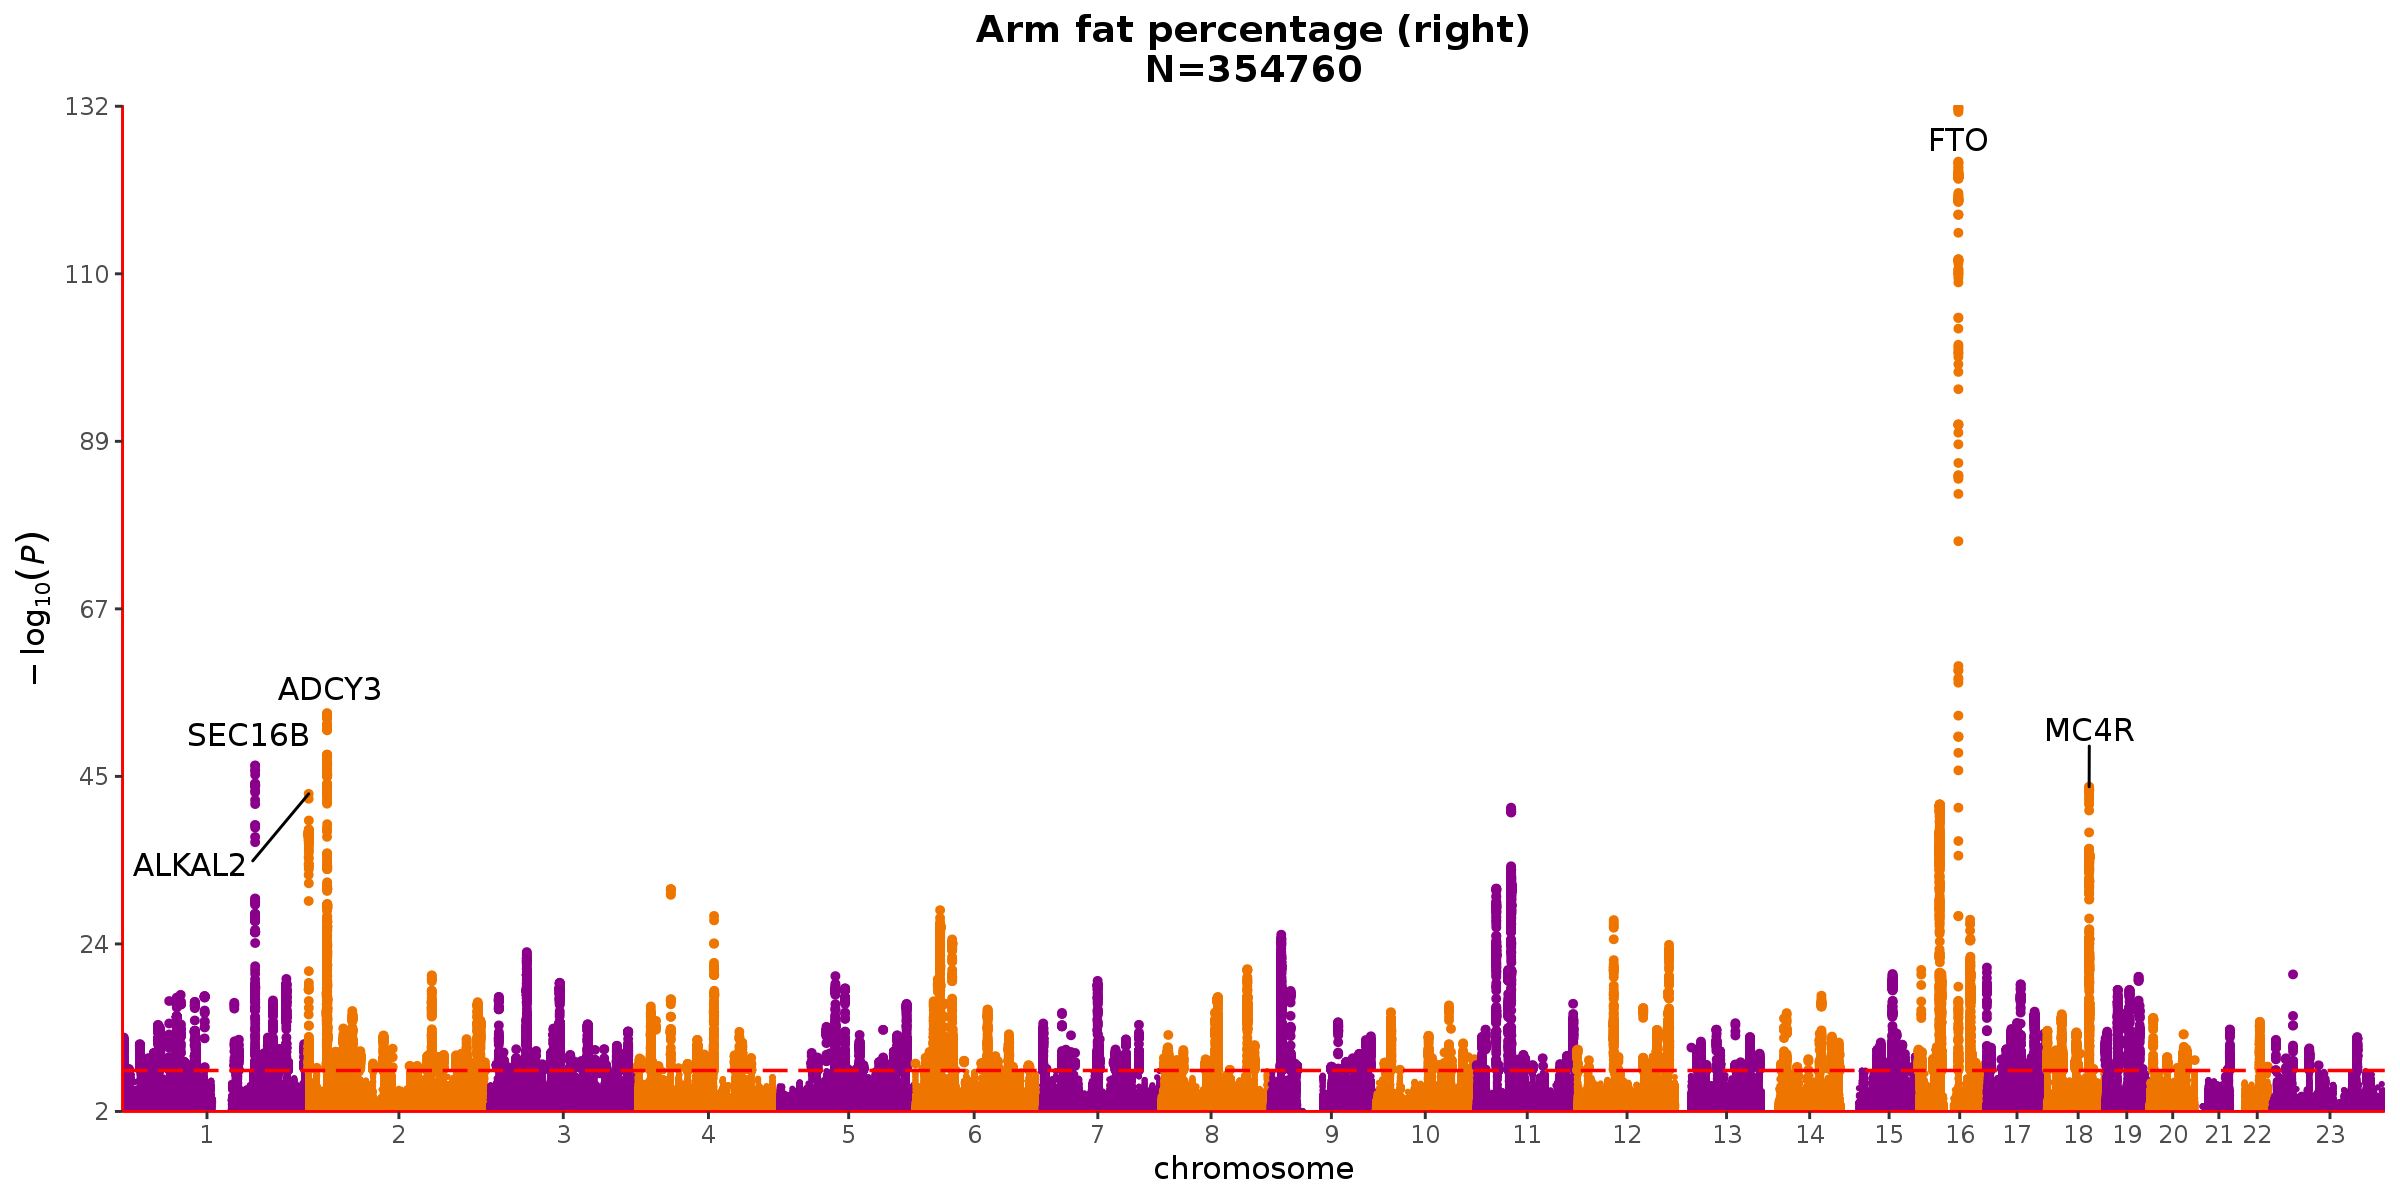 Arm fat percentage (right)
N=354760
132
110
89
67
45
24
2
−log₁₀(P)
FTO
ADCY3
SEC16B
MC4R
ALKAL2
1 2 3 4 5 6 7 8 9 10 11 12 13 14 15 16 17 18 19 20 21 22 23
chromosome